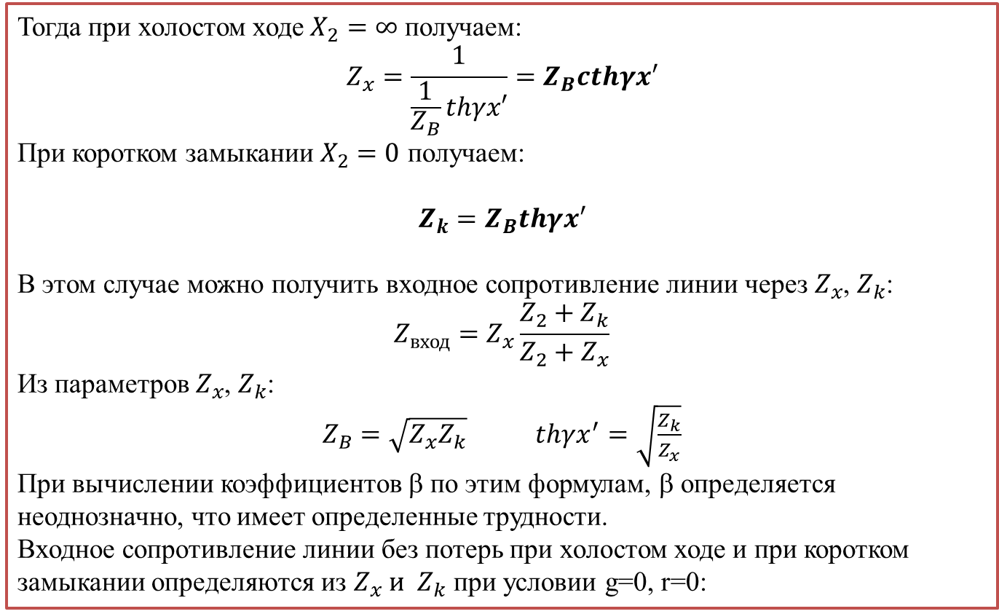 Тогда при холостом ходе $X_2 = \infty$ получаем:
$Z_x = \frac{1}{\frac{1}{Z_B} th\gamma x'} = \boldsymbol{Z_B cth\gamma x'}$
При коротком замыкании $X_2 = 0$ получаем:
$\boldsymbol{Z_k = Z_B th\gamma x'}$
В этом случае можно получить входное сопротивление линии через $Z_x$, $Z_k$:
$Z_{\text{вход}} = Z_x \frac{Z_2 + Z_k}{Z_2 + Z_x}$
Из параметров $Z_x$, $Z_k$:
$Z_B = \sqrt{Z_x Z_k}$ $th\gamma x' = \sqrt{\frac{Z_k}{Z_x}}$
При вычислении коэффициентов β по этим формулам, β определяется
неоднозначно, что имеет определенные трудности.
Входное сопротивление линии без потерь при холостом ходе и при коротком
замыкании определяются из $Z_x$ и $Z_k$ при условии g=0, r=0: